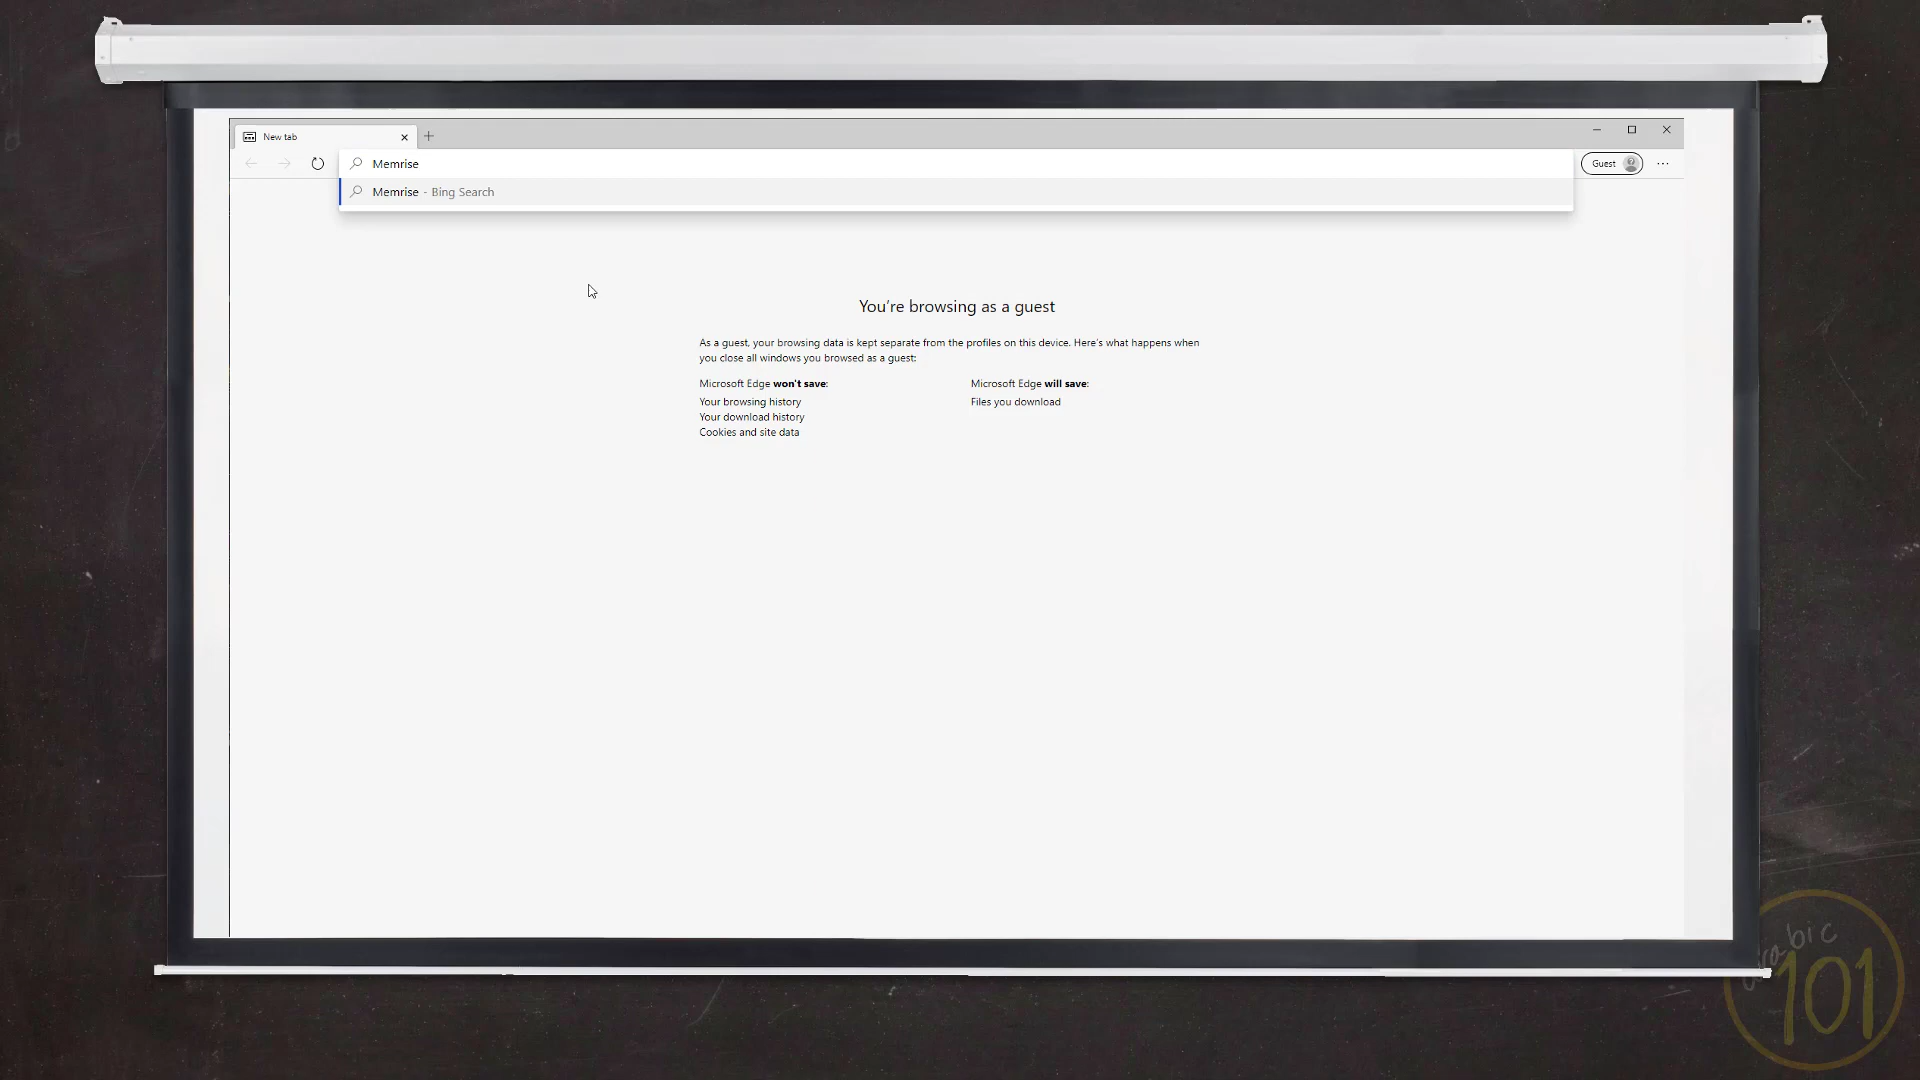 New tab
Memrise
Guest
Memrise - Bing Search
You're browsing as a guest
As a guest, your browsing data is kept separate from the profiles on this device. Here's what happens when
you close all windows you browsed as a guest:
Microsoft Edge won't save:
Your browsing history
Your download history
Cookies and site data
Microsoft Edge will save:
Files you download
arabic
101